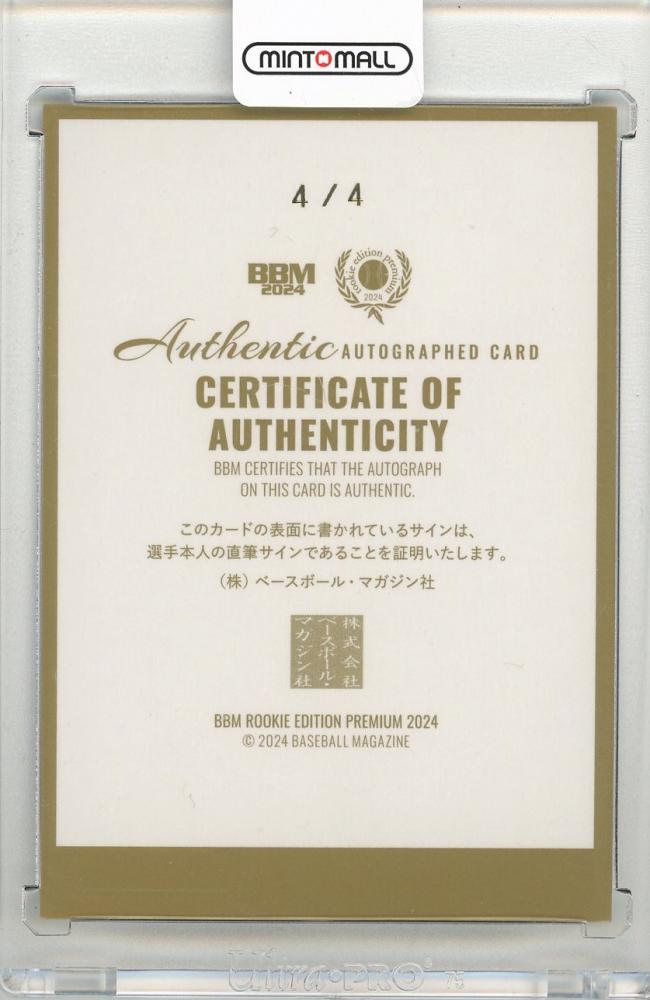 MINTOMALL
4/4
BBM
2024
rookie edition premium
2024
Authentic AUTOGRAPHED CARD
CERTIFICATE OF
AUTHENTICITY
BBM CERTIFIES THAT THE AUTOGRAPH
ON THIS CARD IS AUTHENTIC.
このカードの表面に書かれているサインは、
選手本人の直筆サインであることを証明いたします。
（株）ベースボール・マガジン社
株式会社
ベースボール・
マガジン社
BBM ROOKIE EDITION PREMIUM 2024
© 2024 BASEBALL MAGAZINE
Ultra·PRO® 75